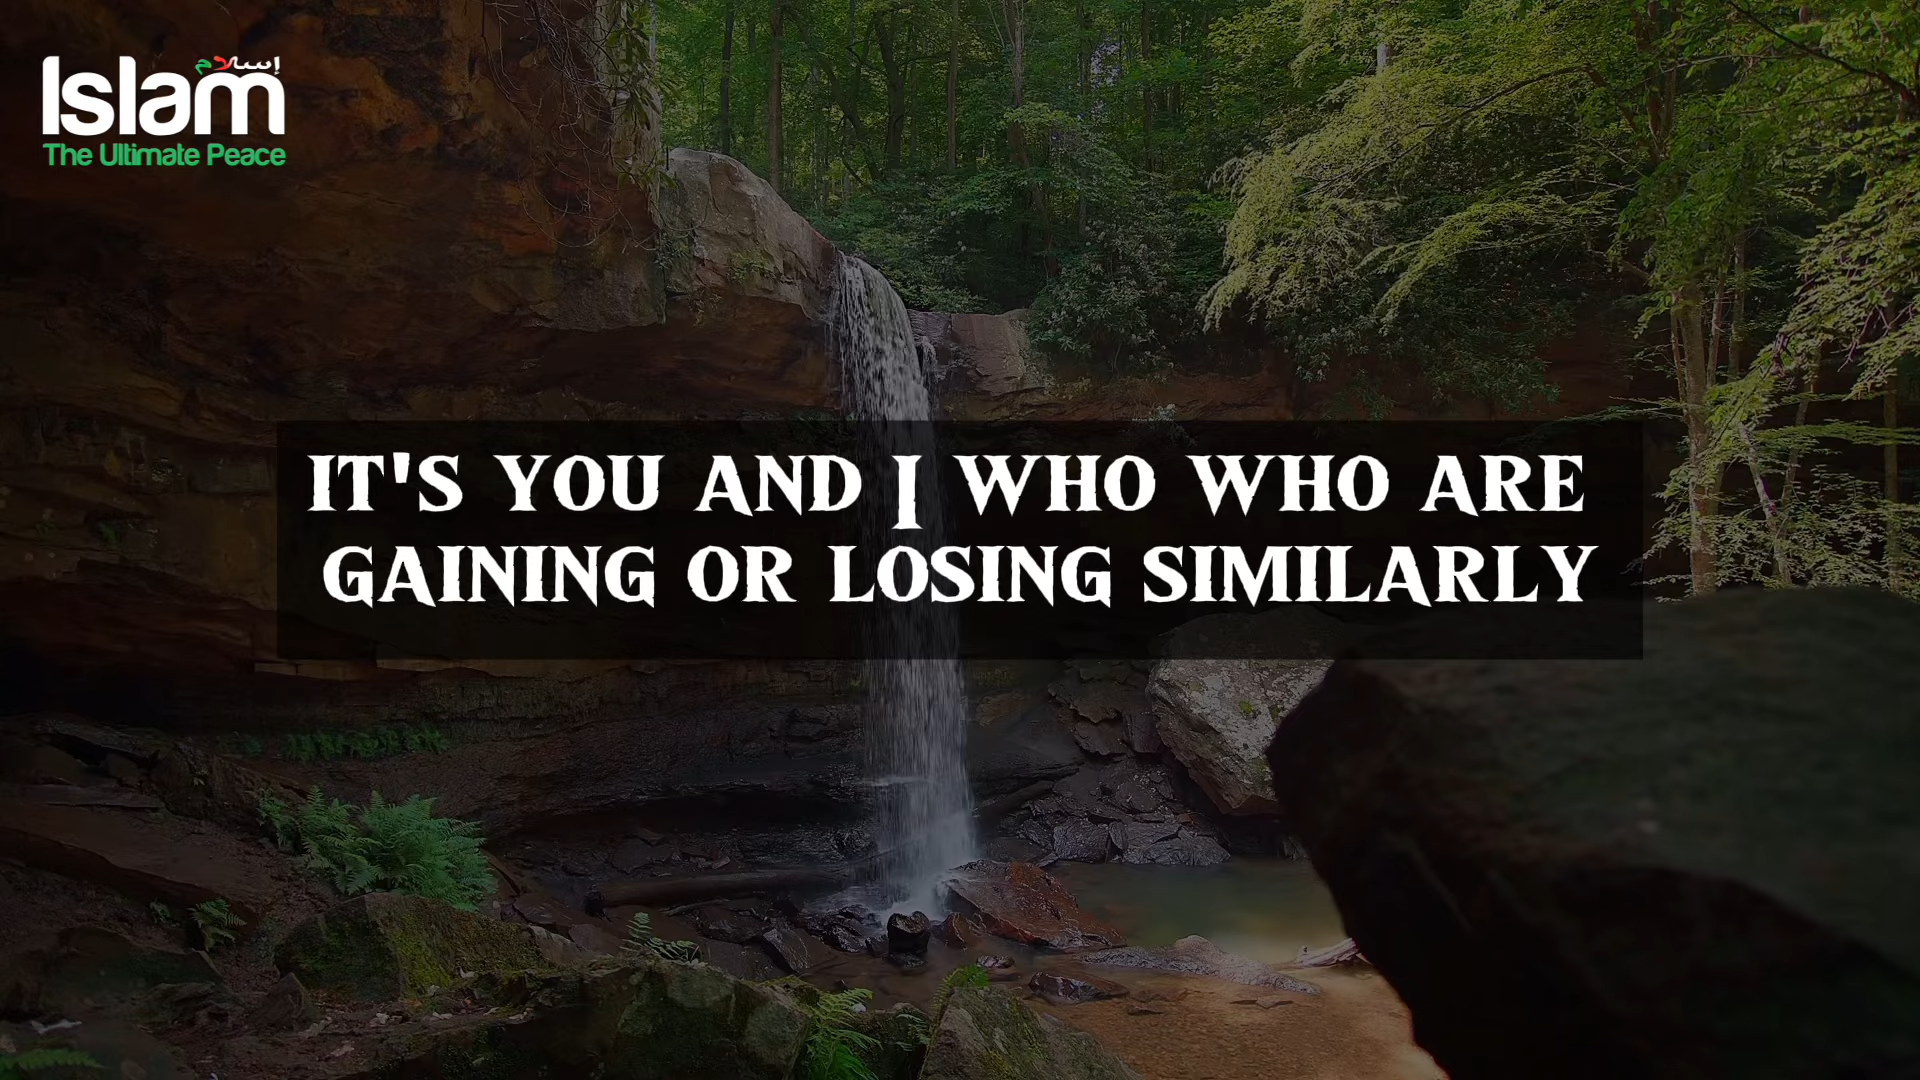 إسلام
Islam
The Ultimate Peace
IT'S YOU AND I WHO WHO ARE
GAINING OR LOSING SIMILARLY